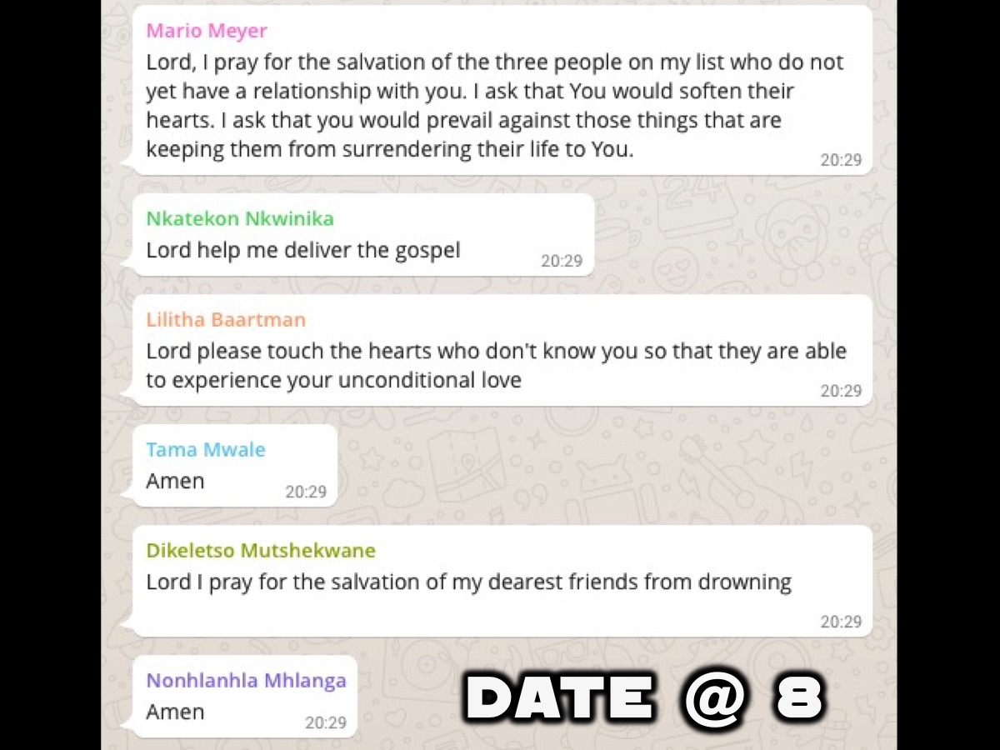 Mario Meyer
Lord, I pray for the salvation of the three people on my list who do not
yet have a relationship with you. I ask that You would soften their
hearts. I ask that you would prevail against those things that are
keeping them from surrendering their life to You.
20:29
Nkatekon Nkwinika
Lord help me deliver the gospel
20:29
Lilitha Baartman
Lord please touch the hearts who don't know you so that they are able
to experience your unconditional love
20:29
Tama Mwale
Amen
20:29
Dikeletso Mutshekwane
Lord I pray for the salvation of my dearest friends from drowning
20:29
Nonhlanhla Mhlanga
Amen
20:29
DATE @ 8